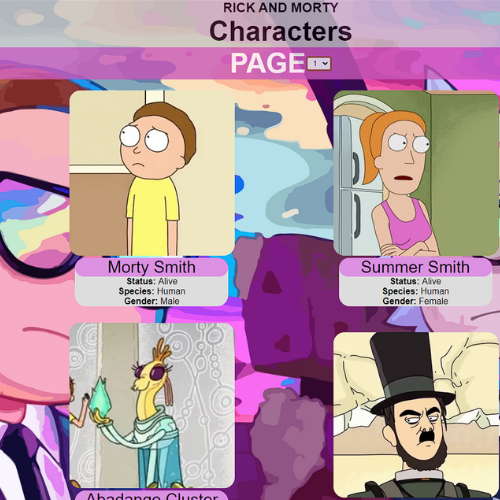 RICK AND MORTY
Characters
PAGE 1
Morty Smith
Status: Alive
Species: Human
Gender: Male
Summer Smith
Status: Alive
Species: Human
Gender: Female
Abadango Cluster